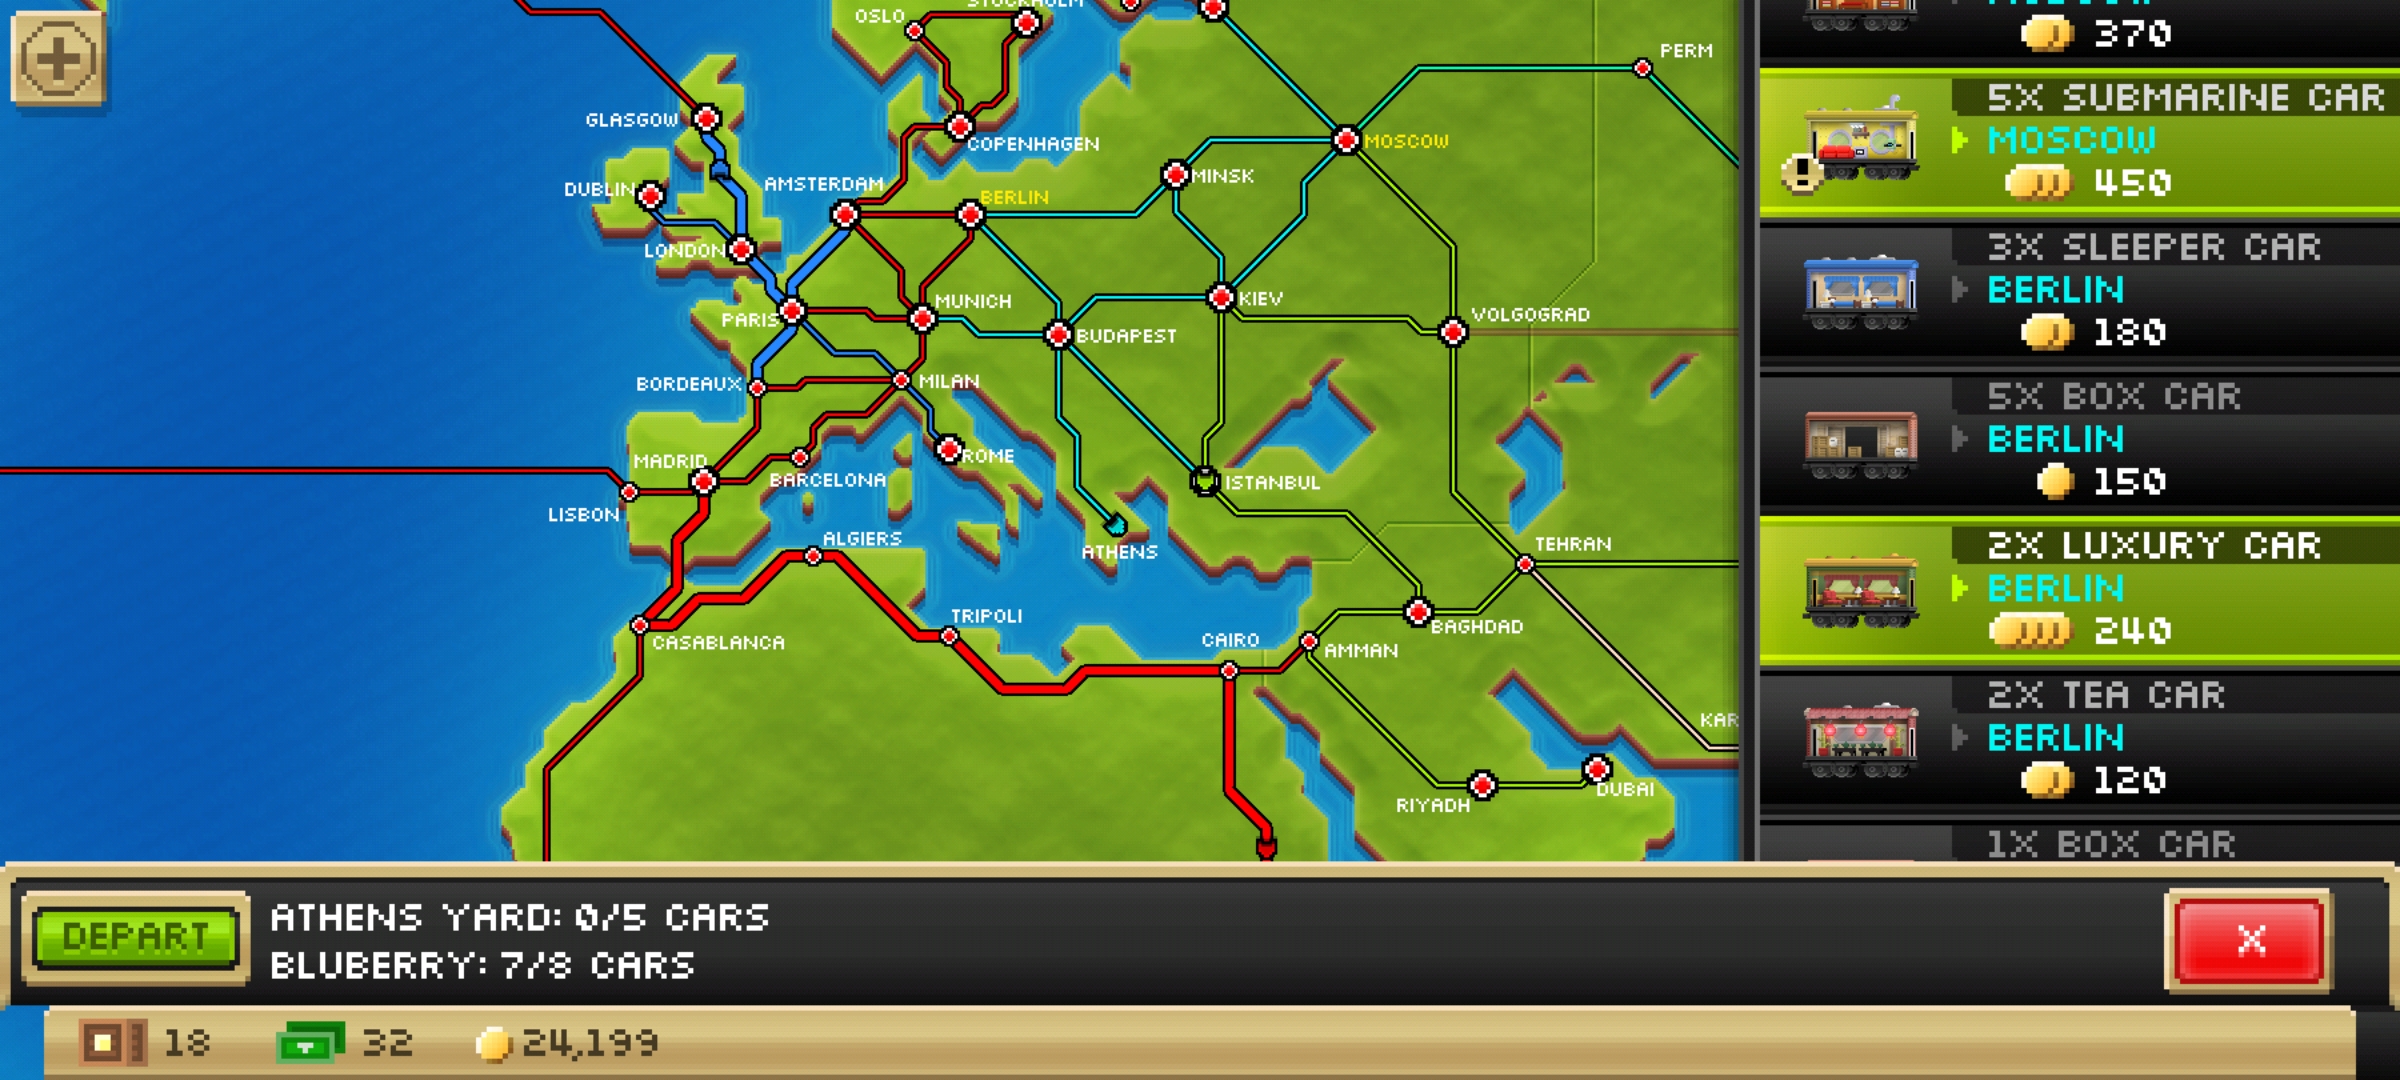 OSLO
STOCKHOLM
GLASGOW
COPENHAGEN
DUBLIN
AMSTERDAM
BERLIN
MINSK
MOSCOW
PERM
LONDON
PARIS
MUNICH
KIEV
BUDAPEST
VOLGOGRAD
BORDEAUX
MILAN
MADRID
BARCELONA
ROME
ISTANBUL
LISBON
ALGIERS
ATHENS
TEHRAN
CASABLANCA
TRIPOLI
CAIRO
AMMAN
BAGHDAD
KAR
RIYADH
DUBAI
MOSCOW
370
5X SUBMARINE CAR
MOSCOW
450
3X SLEEPER CAR
BERLIN
180
5X BOX CAR
BERLIN
150
2X LUXURY CAR
BERLIN
240
2X TEA CAR
BERLIN
120
1X BOX CAR
DEPART
ATHENS YARD: 0/5 CARS
BLUBERRY: 7/8 CARS
X
18
32
24,199